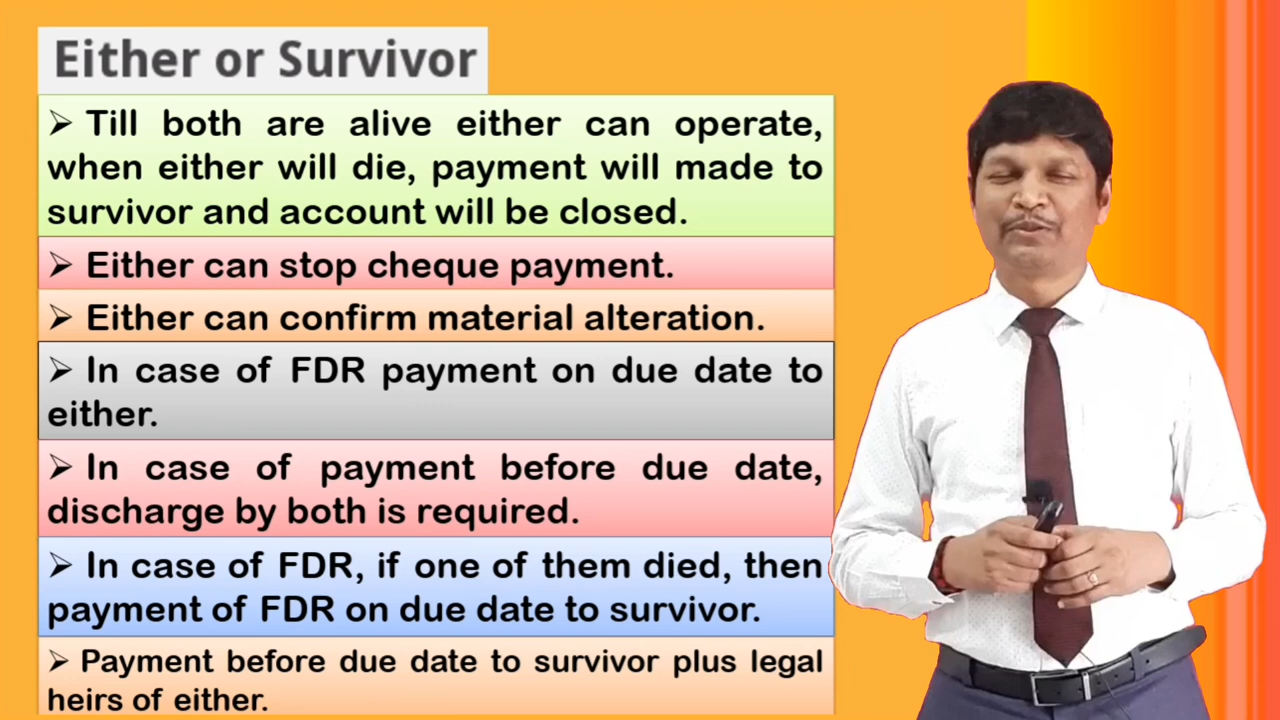 Either or Survivor
➢ Till both are alive either can operate,
when either will die, payment will made to
survivor and account will be closed.
➢ Either can stop cheque payment.
➢ Either can confirm material alteration.
➢ In case of FDR payment on due date to
either.
➢ In case of payment before due date,
discharge by both is required.
➢ In case of FDR, if one of them died, then
payment of FDR on due date to survivor.
➢ Payment before due date to survivor plus legal
heirs of either.